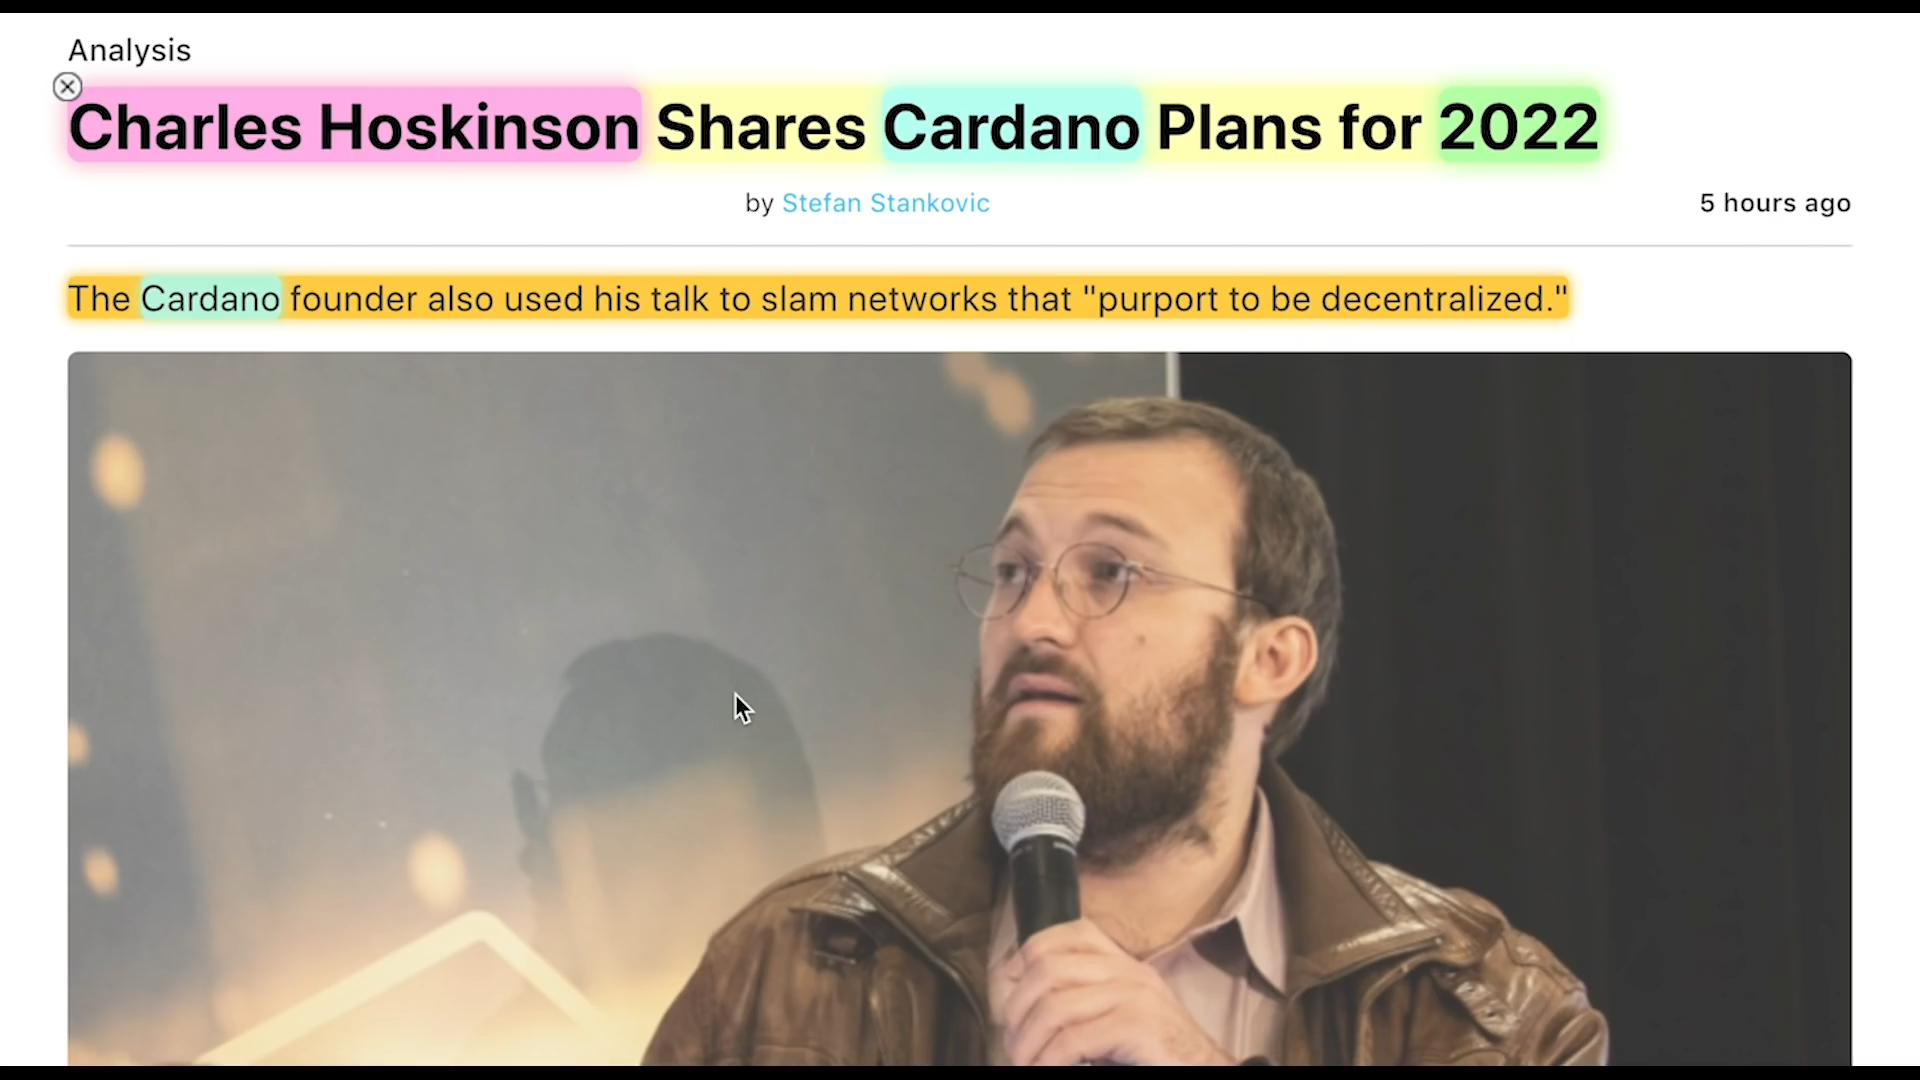 Analysis
Charles Hoskinson Shares Cardano Plans for 2022
by Stefan Stankovic
5 hours ago
The Cardano founder also used his talk to slam networks that "purport to be decentralized."